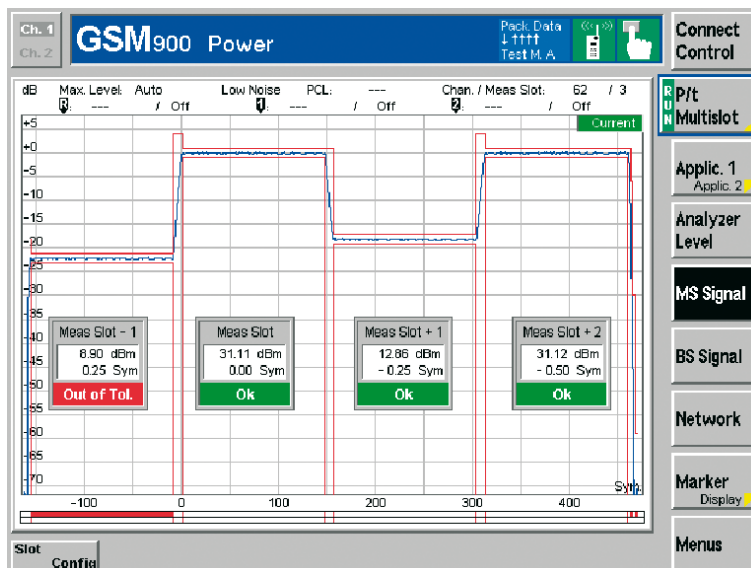 Ch. 1
Ch. 2
GSM900 Power
Pack. Data
↓ ↑↑↑↑
Test M. A.
Connect
Control
dB Max. Level: Auto Low Noise PCL: --- Chan. / Meas Slot: 62 / 3
R: --- / Off 1: --- / Off 2: --- / Off
Current
+5
+0
-5
-10
-15
-20
-25
-30
-35
-40
-45
-50
-55
-60
-65
-70
Meas Slot - 1
8.90 dBm
0.25 Sym
Out of Tol.
Meas Slot
31.11 dBm
0.00 Sym
Ok
Meas Slot + 1
12.86 dBm
- 0.25 Sym
Ok
Meas Slot + 2
31.12 dBm
- 0.50 Sym
Ok
Sym.
-100 0 100 200 300 400
RUN
P/t
Multislot
Applic. 1
Applic. 2
Analyzer
Level
MS Signal
BS Signal
Network
Marker
Display
Menus
Slot
Config